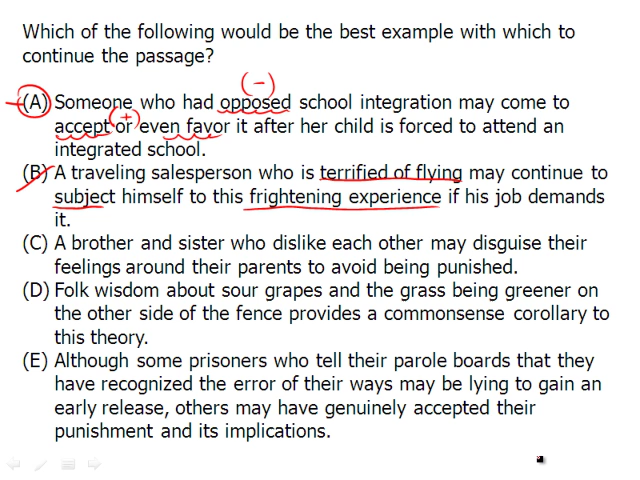 Which of the following would be the best example with which to
continue the passage?
(A) Someone who had opposed school integration may come to
(−)
accept or even favor it after her child is forced to attend an
(+)
integrated school.
(B) A traveling salesperson who is terrified of flying may continue to
subject himself to this frightening experience if his job demands
it.
(C) A brother and sister who dislike each other may disguise their
feelings around their parents to avoid being punished.
(D) Folk wisdom about sour grapes and the grass being greener on
the other side of the fence provides a commonsense corollary to
this theory.
(E) Although some prisoners who tell their parole boards that they
have recognized the error of their ways may be lying to gain an
early release, others may have genuinely accepted their
punishment and its implications.